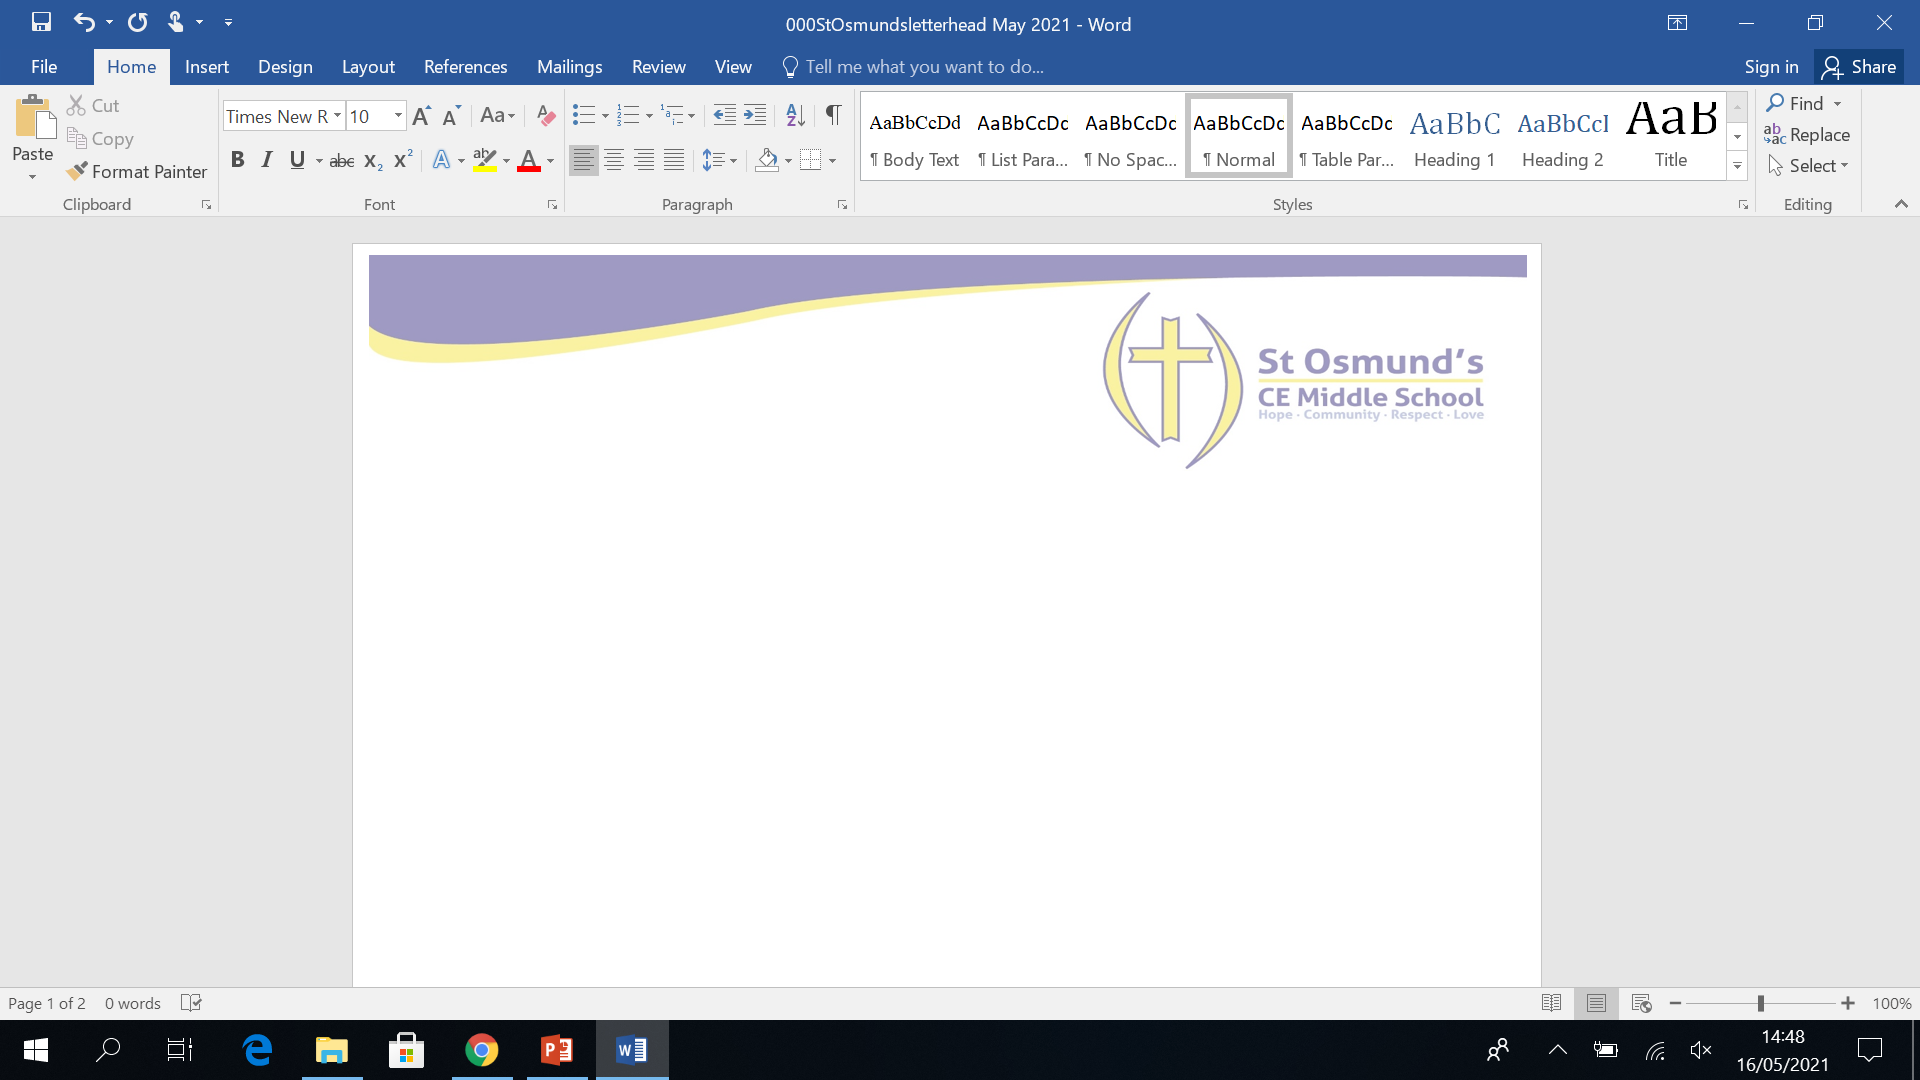 000StOsmundsletterhead May 2021 - Word
File Home Insert Design Layout References Mailings Review View Tell me what you want to do... Sign in Share
Paste
Cut
Copy
Format Painter
Clipboard
Times New R 10
Font
Paragraph
AaBbCcDd AaBbCcDc AaBbCcDc AaBbCcDc AaBbCcDc AaBbC AaBbCcI AaB
¶ Body Text ¶ List Para... ¶ No Spac... ¶ Normal ¶ Table Par... Heading 1 Heading 2 Title
Styles
Find
Replace
Select
Editing
St Osmund's
CE Middle School
Hope · Community · Respect · Love
Page 1 of 2 0 words 100%
14:48
16/05/2021